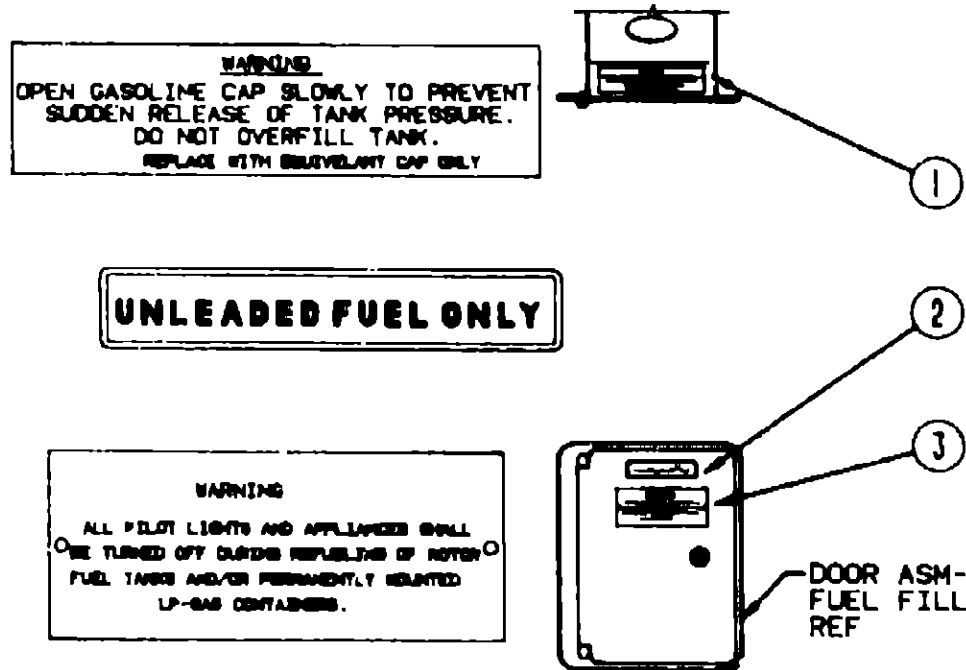 WARNING
OPEN GASOLINE CAP SLOWLY TO PREVENT
SUDDEN RELEASE OF TANK PRESSURE.
DO NOT OVERFILL TANK.
REPLACE WITH EQUIVELANT CAP ONLY
1
UNLEADED FUEL ONLY
2
3
WARNING
ALL PILOT LIGHTS AND APPLIANCES SHALL
BE TURNED OFF DURING REFUELING OF MOTOR
FUEL TANKS AND/OR PERMANENTLY MOUNTED
LP-GAS CONTAINERS.
DOOR ASM-
FUEL FILL
REF